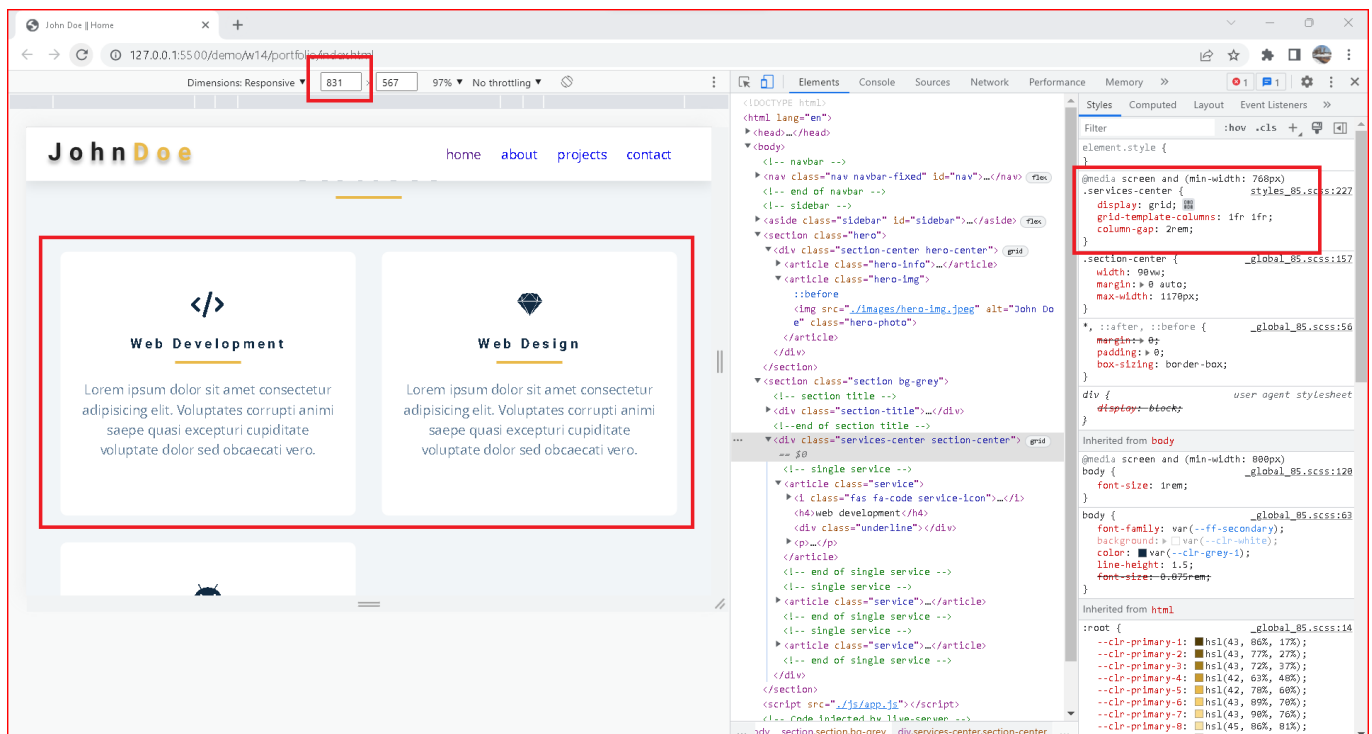 John Doe || Home
127.0.0.1:5500/demo/w14/portfolio/index.html
Dimensions: Responsive ▼ 831 × 567 97% ▼ No throttling ▼
JohnDoe
home about projects contact
</>
Web Development
Lorem ipsum dolor sit amet consectetur
adipisicing elit. Voluptates corrupti animi
saepe quasi excepturi cupiditate
voluptate dolor sed obcaecati vero.
Web Design
Lorem ipsum dolor sit amet consectetur
adipisicing elit. Voluptates corrupti animi
saepe quasi excepturi cupiditate
voluptate dolor sed obcaecati vero.
Elements Console Sources Network Performance Memory » 1 1
<!DOCTYPE html>
<html lang="en">
▶<head>…</head>
▼<body>
<!-- navbar -->
▶<nav class="nav navbar-fixed" id="nav">…</nav> flex
<!-- end of navbar -->
<!-- sidebar -->
▶<aside class="sidebar" id="sidebar">…</aside> flex
▼<section class="hero">
▼<div class="section-center hero-center"> grid
▶<article class="hero-info">…</article>
▼<article class="hero-img">
::before
<img src="./images/hero-img.jpeg" alt="John Do
e" class="hero-photo">
</article>
</div>
</section>
▼<section class="section bg-grey">
<!-- section title -->
▶<div class="section-title">…</div>
<!--end of section title -->
▼<div class="services-center section-center"> grid
== $0
<!-- single service -->
▼<article class="service">
▶<i class="fas fa-code service-icon">…</i>
<h4>web development</h4>
<div class="underline"></div>
▶<p>…</p>
</article>
<!-- end of single service -->
<!-- single service -->
▶<article class="service">…</article>
<!-- end of single service -->
<!-- single service -->
▶<article class="service">…</article>
<!-- end of single service -->
</div>
</section>
<script src="./js/app.js"></script>
<!-- Code injected by live-server -->
section.section.bg-grey div.services-center.section-center
Styles Computed Layout Event Listeners »
Filter :hov .cls +
element.style {
}
@media screen and (min-width: 768px)
.services-center { styles_85.scss:227
display: grid;
grid-template-columns: 1fr 1fr;
column-gap: 2rem;
}
.section-center { _global_85.scss:157
width: 90vw;
margin:▶ 0 auto;
max-width: 1170px;
}
*, ::after, ::before { _global_85.scss:56
margin:▶ 0;
padding:▶ 0;
box-sizing: border-box;
}
div { user agent stylesheet
display: block;
}
Inherited from body
@media screen and (min-width: 800px)
body { _global_85.scss:120
font-size: 1rem;
}
body { _global_85.scss:63
font-family: var(--ff-secondary);
background:▶ var(--clr-white);
color: var(--clr-grey-1);
line-height: 1.5;
font-size: 0.875rem;
}
Inherited from html
:root { _global_85.scss:14
--clr-primary-1: hsl(43, 86%, 17%);
--clr-primary-2: hsl(43, 77%, 27%);
--clr-primary-3: hsl(43, 72%, 37%);
--clr-primary-4: hsl(42, 63%, 48%);
--clr-primary-5: hsl(42, 78%, 60%);
--clr-primary-6: hsl(43, 89%, 70%);
--clr-primary-7: hsl(43, 90%, 76%);
--clr-primary-8: hsl(45, 86%, 81%);